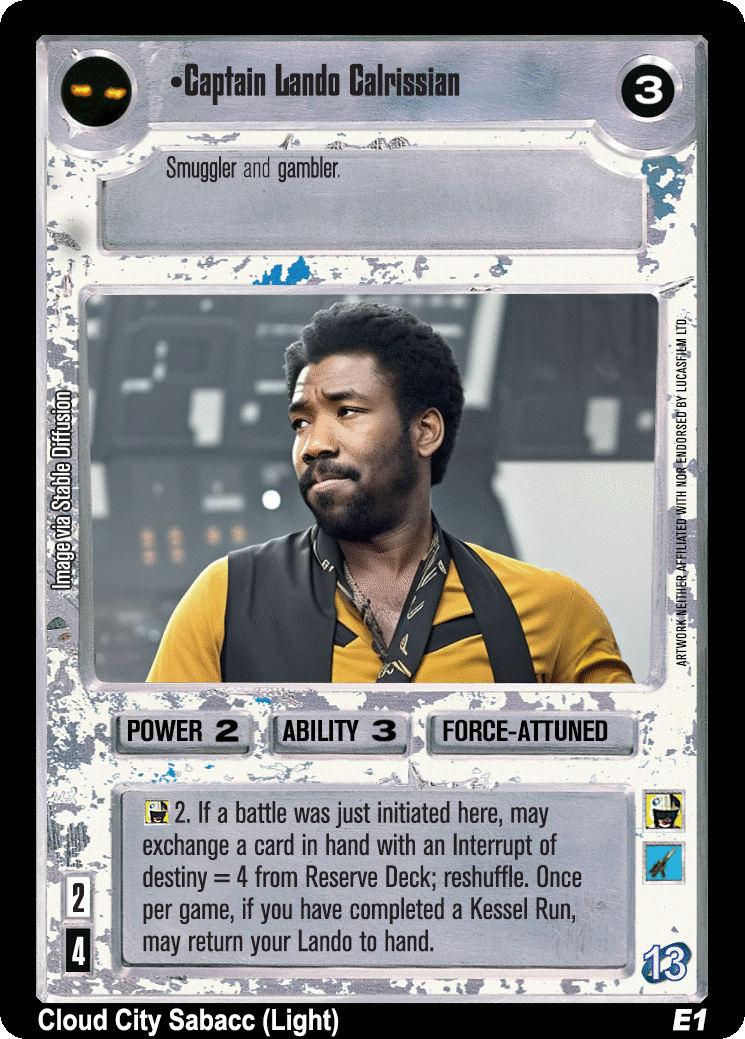 •Captain Lando Calrissian
3
Smuggler and gambler.
Image via Stable Diffusion
ARTWORK NEITHER AFFILIATED WITH NOR ENDORSED BY LUCASFILM LTD.
POWER 2
ABILITY 3
FORCE-ATTUNED
2. If a battle was just initiated here, may
exchange a card in hand with an Interrupt of
destiny = 4 from Reserve Deck; reshuffle. Once
per game, if you have completed a Kessel Run,
may return your Lando to hand.
2
4
13
Cloud City Sabacc (Light)
E1